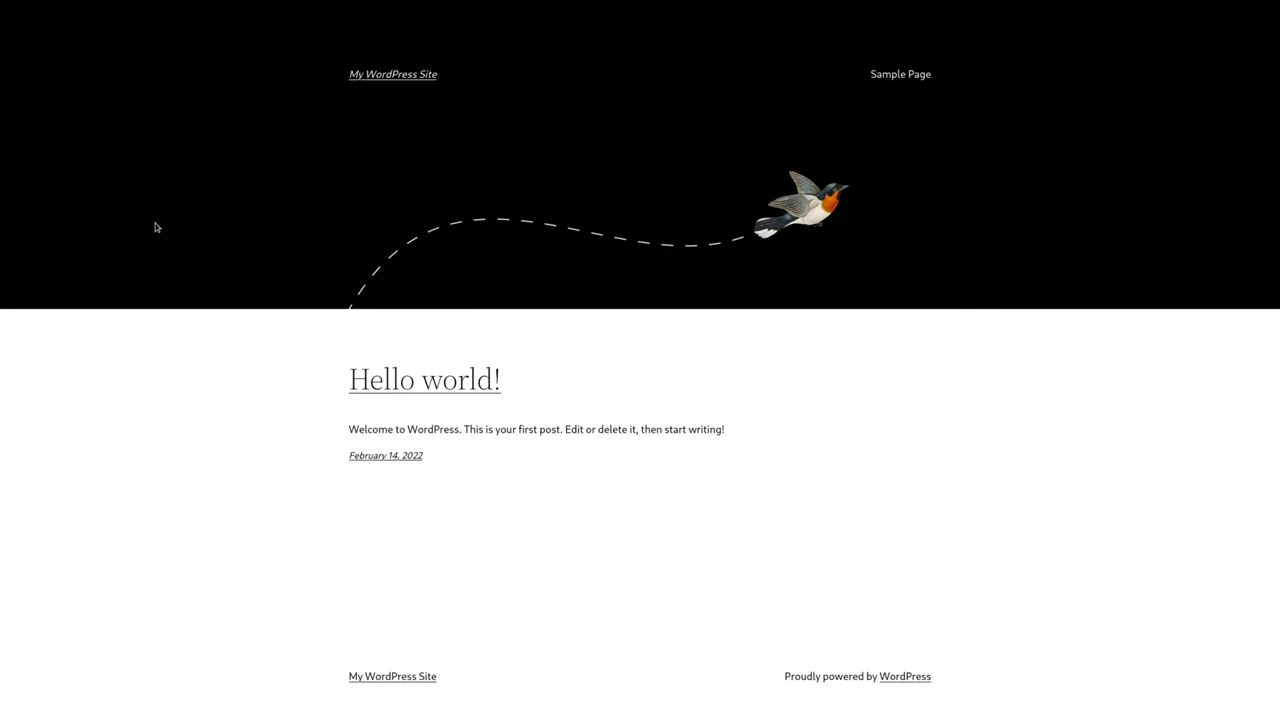 My WordPress Site
Sample Page
Hello world!
Welcome to WordPress. This is your first post. Edit or delete it, then start writing!
February 14, 2022
My WordPress Site
Proudly powered by WordPress